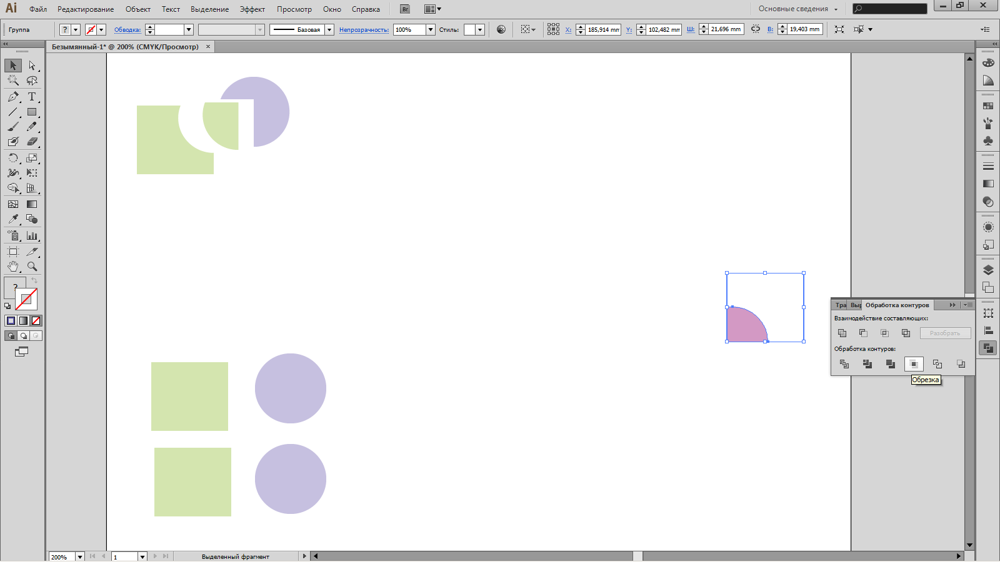 Ai Файл Редактирование Объект Текст Выделение Эффект Просмотр Окно Справка Br Основные сведения
Группа ? Обводка: Базовая Непрозрачность: 100% Стиль: X: 185,914 mm Y: 102,482 mm Ш: 21,696 mm В: 19,403 mm
Безымянный-1* @ 200% (CMYK/Просмотр) ×
T
?
Тра Выр Обработка контуров
Взаимодействие составляющих:
Разобрать
Обработка контуров:
Обрезка
200% 1 Выделенный фрагмент